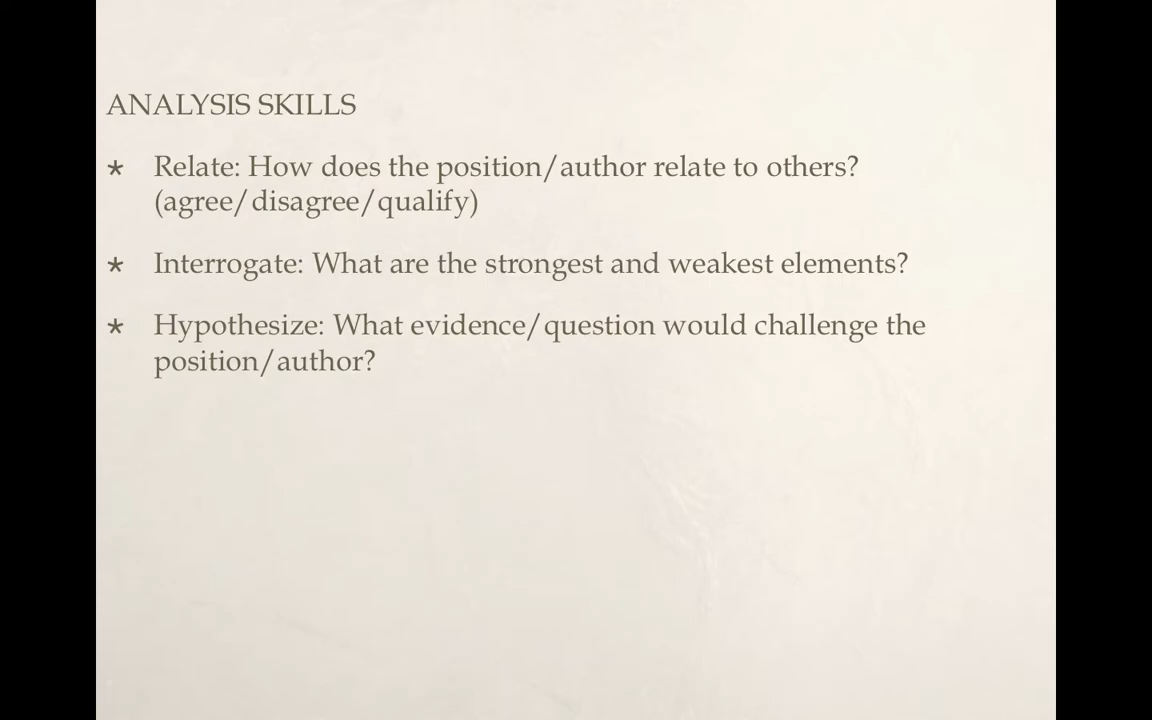 ANALYSIS SKILLS
* Relate: How does the position/author relate to others?
(agree/disagree/qualify)
* Interrogate: What are the strongest and weakest elements?
* Hypothesize: What evidence/question would challenge the
position/author?